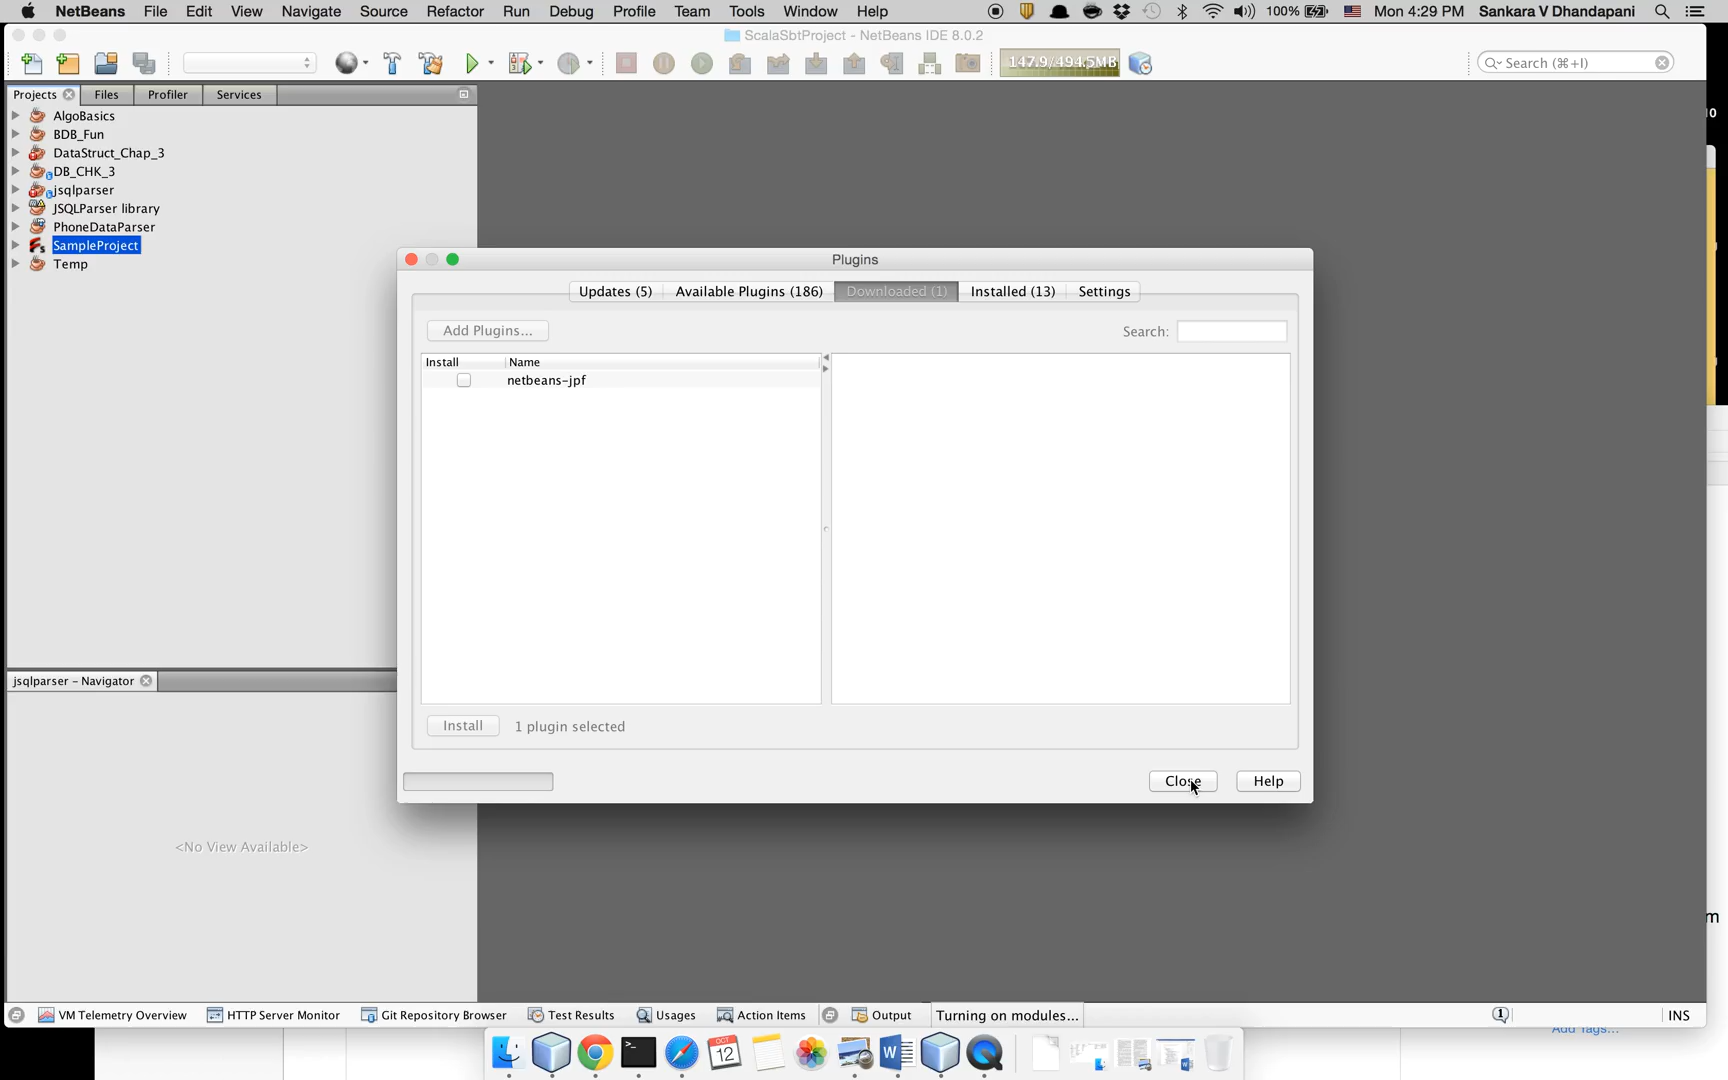 NetBeans File Edit View Navigate Source Refactor Run Debug Profile Team Tools Window Help 100% Mon 4:29 PM Sankara V Dhandapani
ScalaSbtProject - NetBeans IDE 8.0.2
147.9/494.5MB Search (⌘+I)
Projects Files Profiler Services
AlgoBasics
BDB_Fun
DataStruct_Chap_3
DB_CHK_3
jsqlparser
JSQLParser library
PhoneDataParser
SampleProject
Temp
Plugins
Updates (5) Available Plugins (186) Downloaded (1) Installed (13) Settings
Add Plugins... Search:
Install Name
netbeans-jpf
Install 1 plugin selected
Close Help
jsqlparser - Navigator
<No View Available>
VM Telemetry Overview HTTP Server Monitor Git Repository Browser Test Results Usages Action Items Output Turning on modules... INS
Add Tags...
OCT
12